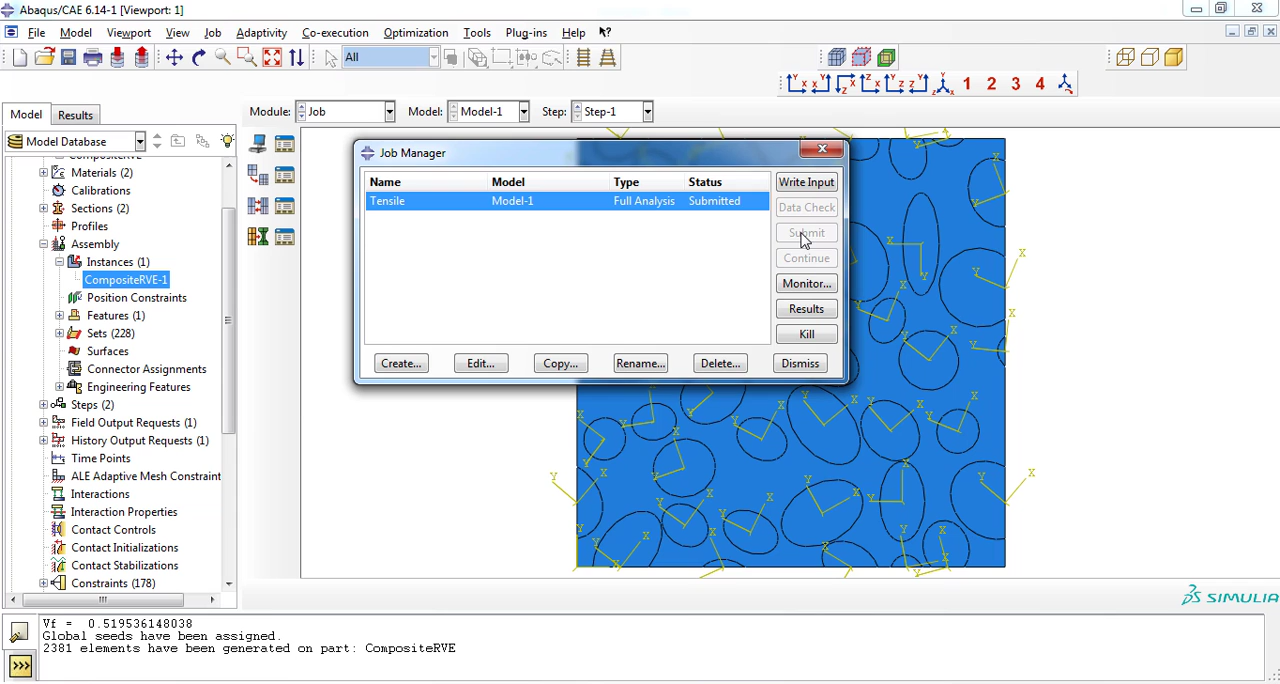 Abaqus/CAE 6.14-1 [Viewport: 1]
File Model Viewport View Job Adaptivity Co-execution Optimization Tools Plug-ins Help
All
1 2 3 4
Model Results
Module: Job Model: Model-1 Step: Step-1
Model Database
Materials (2)
Calibrations
Sections (2)
Profiles
Assembly
Instances (1)
CompositeRVE-1
Position Constraints
Features (1)
Sets (228)
Surfaces
Connector Assignments
Engineering Features
Steps (2)
Field Output Requests (1)
History Output Requests (1)
Time Points
ALE Adaptive Mesh Constraint
Interactions
Interaction Properties
Contact Controls
Contact Initializations
Contact Stabilizations
Constraints (178)
Job Manager
Name Model Type Status
Tensile Model-1 Full Analysis Submitted
Write Input
Data Check
Submit
Continue
Monitor...
Results
Kill
Create... Edit... Copy... Rename... Delete... Dismiss
SIMULIA
Vf = 0.519536148038
Global seeds have been assigned.
2381 elements have been generated on part: CompositeRVE